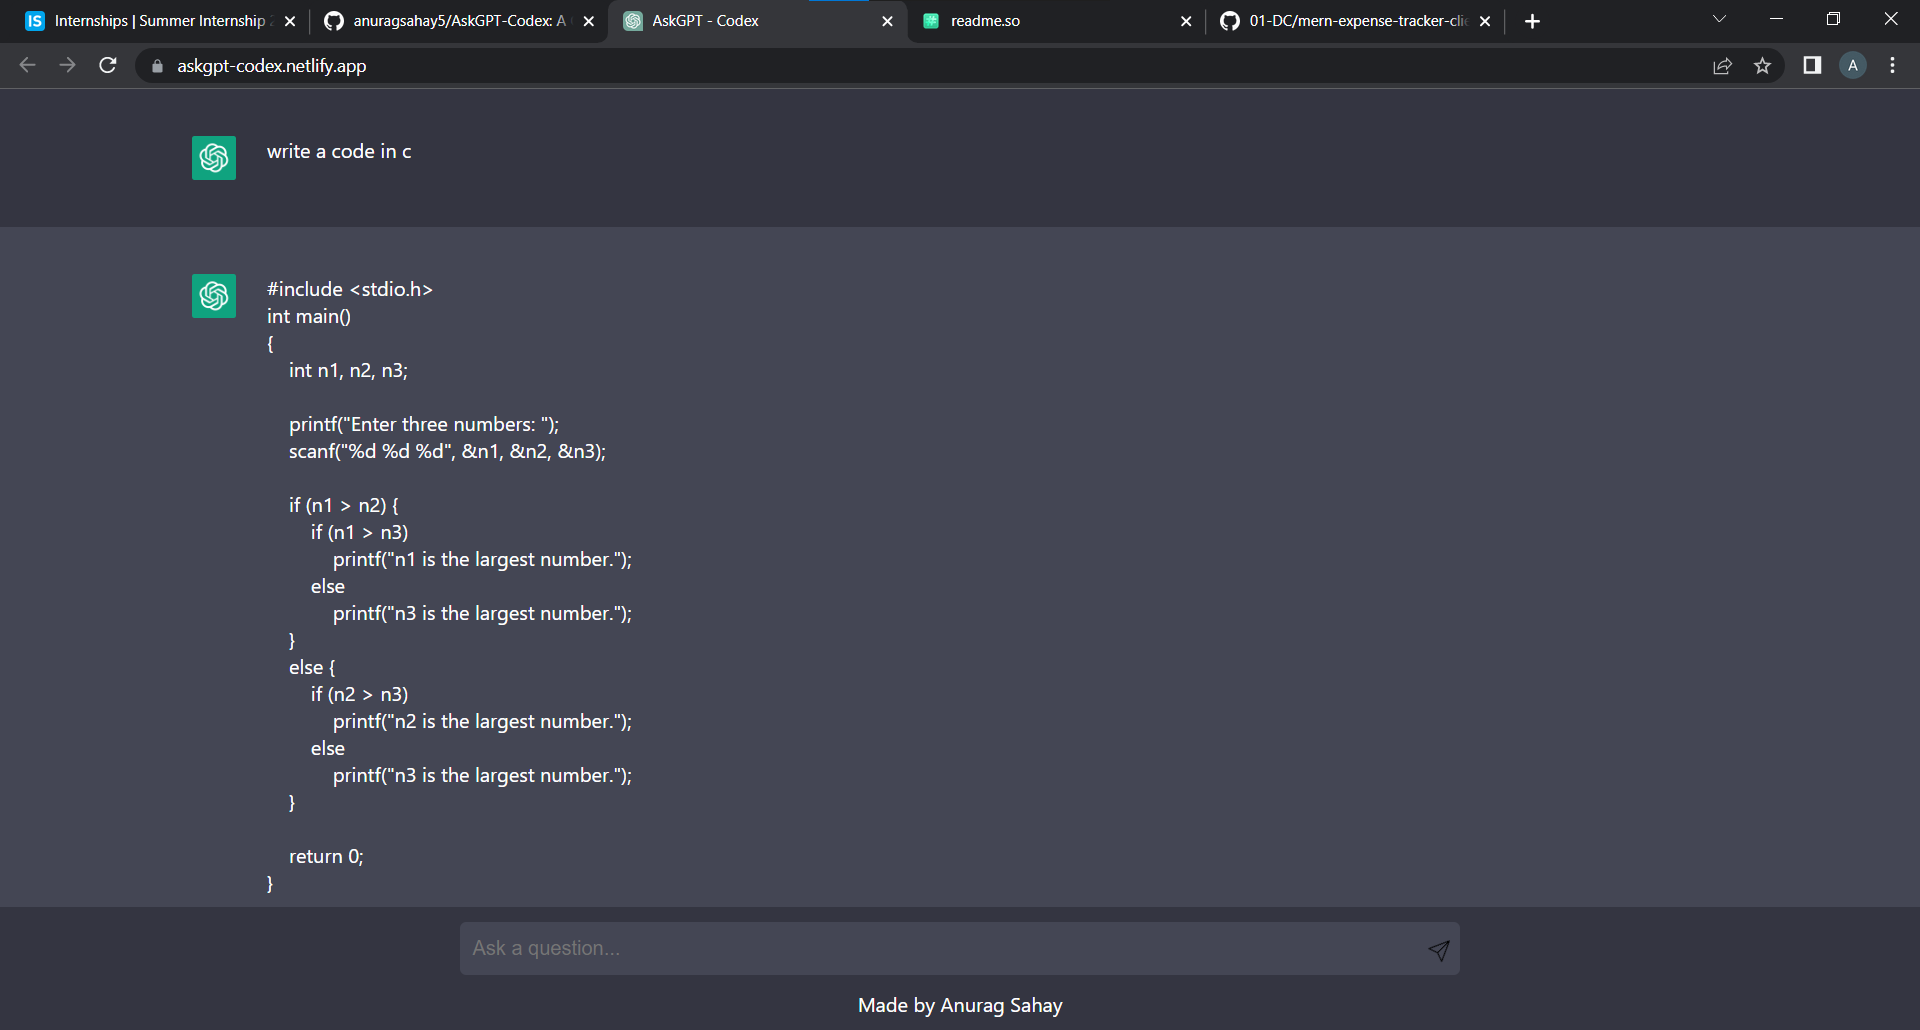 IS Internships | Summer Internship 2
anuragsahay5/AskGPT-Codex: A
AskGPT - Codex
readme.so
01-DC/mern-expense-tracker-clie
askgpt-codex.netlify.app
A
write a code in c
#include <stdio.h>
int main()
{
int n1, n2, n3;
printf("Enter three numbers: ");
scanf("%d %d %d", &n1, &n2, &n3);
if (n1 > n2) {
if (n1 > n3)
printf("n1 is the largest number.");
else
printf("n3 is the largest number.");
}
else {
if (n2 > n3)
printf("n2 is the largest number.");
else
printf("n3 is the largest number.");
}
return 0;
}
Ask a question...
Made by Anurag Sahay